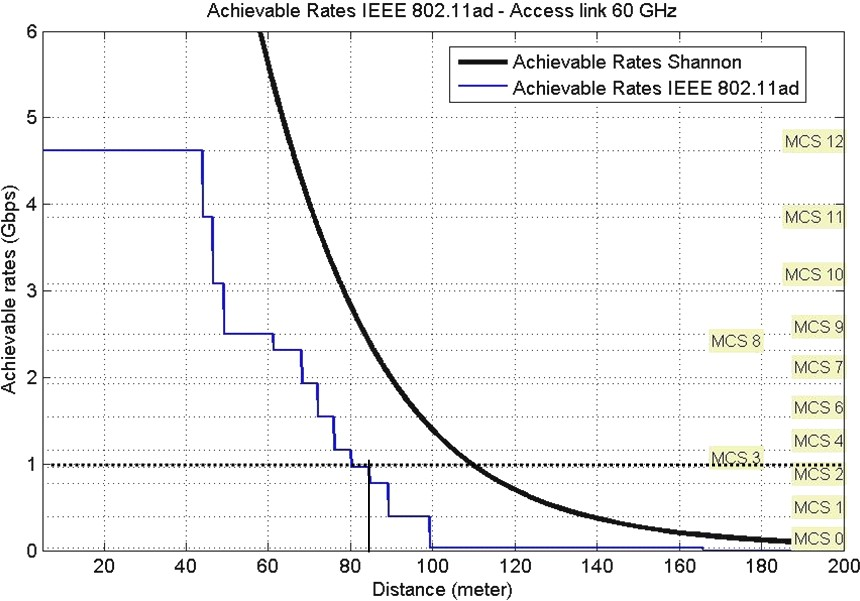 Achievable Rates IEEE 802.11ad - Access link 60 GHz
Achievable Rates Shannon
Achievable Rates IEEE 802.11ad
Achievable rates (Gbps)
6
5
4
3
2
1
0
MCS 12
MCS 11
MCS 10
MCS 9
MCS 8
MCS 7
MCS 6
MCS 4
MCS 3
MCS 2
MCS 1
MCS 0
20 40 60 80 100 120 140 160 180 200
Distance (meter)